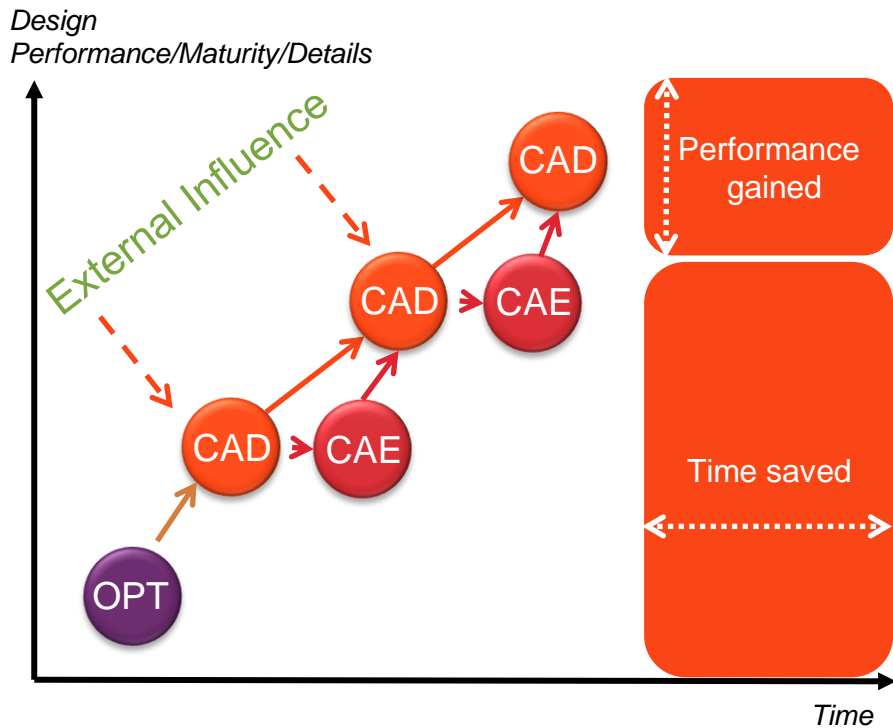 Design
Performance/Maturity/Details
External Influence
CAD
Performance
gained
CAD
CAE
CAD
CAE
Time saved
OPT
Time